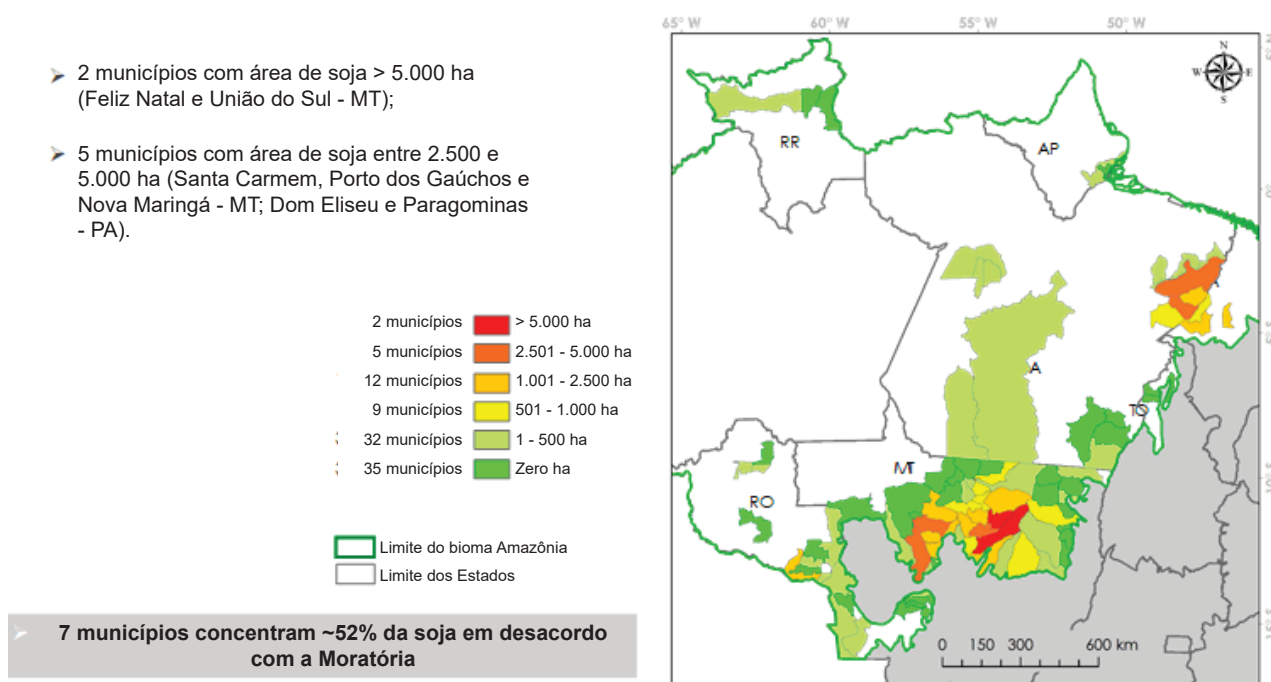 ➢ 2 municípios com área de soja > 5.000 ha
(Feliz Natal e União do Sul - MT);
➢ 5 municípios com área de soja entre 2.500 e
5.000 ha (Santa Carmem, Porto dos Gaúchos e
Nova Maringá - MT; Dom Eliseu e Paragominas
- PA).
2 municípios > 5.000 ha
5 municípios 2.501 - 5.000 ha
12 municípios 1.001 - 2.500 ha
9 municípios 501 - 1.000 ha
32 municípios 1 - 500 ha
35 municípios Zero ha
Limite do bioma Amazônia
Limite dos Estados
➢ 7 municípios concentram ~52% da soja em desacordo
com a Moratória
65° W 60° W 55° W 50° W
N
W E
S
RR
AP
A
A
TO
MT
RO
0 150 300 600 km